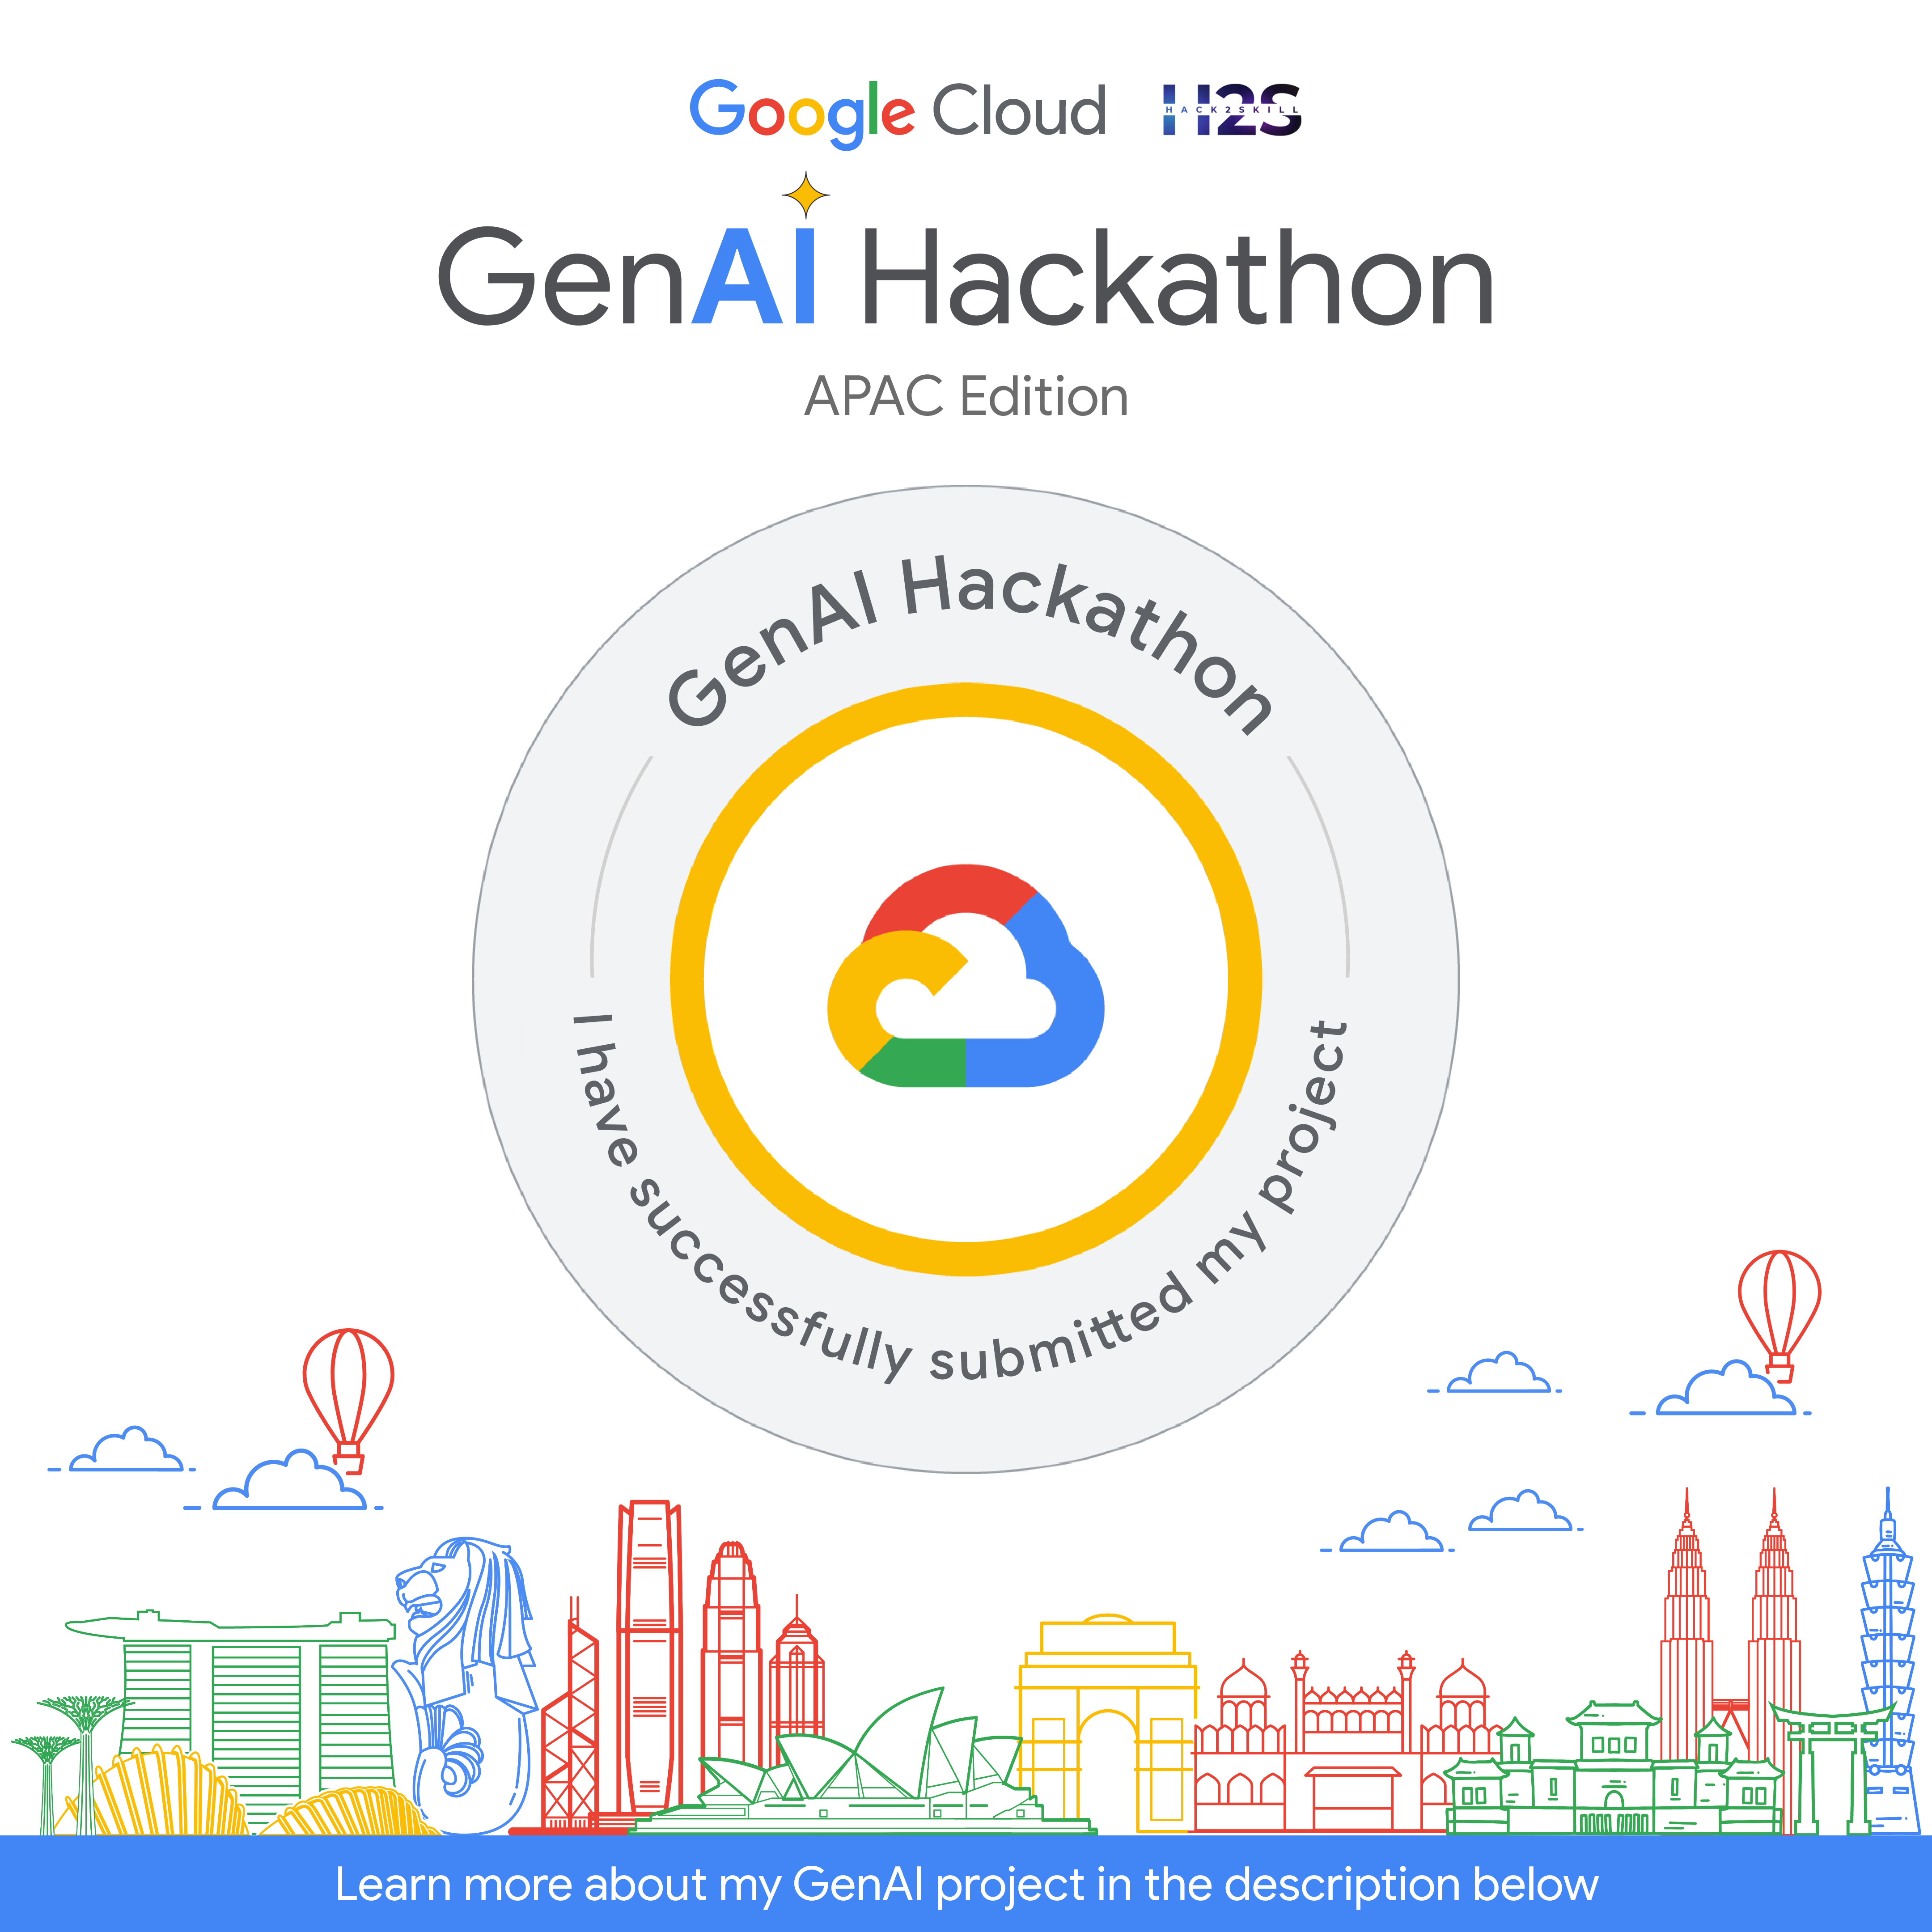 Google Cloud
H2S
HACK2SKILL
GenAI Hackathon
APAC Edition
GenAI Hackathon
I have successfully submitted my project
Learn more about my GenAI project in the description below